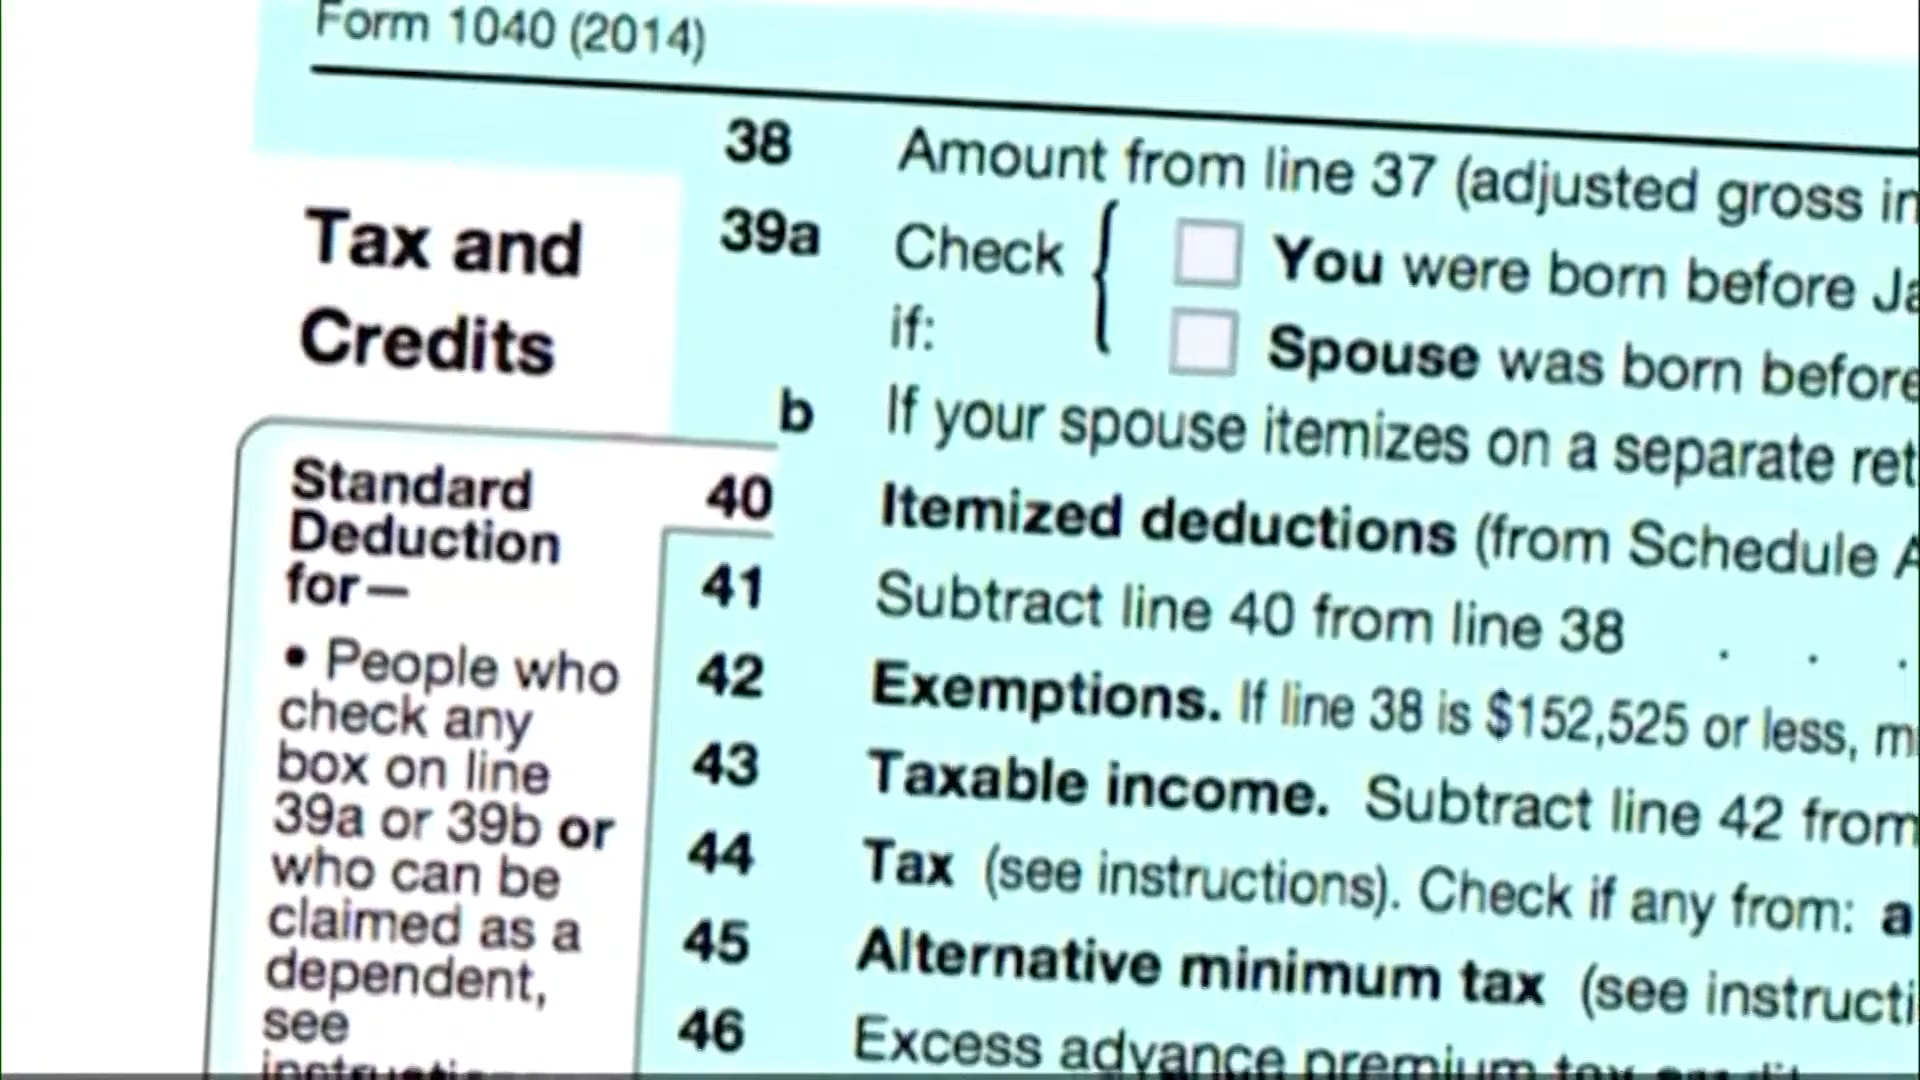 Form 1040 (2014)
38 Amount from line 37 (adjusted gross in
39a Check if:
You were born before Ja
Spouse was born before
b If your spouse itemizes on a separate ret
40 Itemized deductions (from Schedule A
41 Subtract line 40 from line 38 . . .
42 Exemptions. If line 38 is $152,525 or less, m
43 Taxable income. Subtract line 42 from
44 Tax (see instructions). Check if any from: a
45 Alternative minimum tax (see instructi
46 Excess advance premium tax credit
Tax and
Credits
Standard
Deduction
for—
• People who
check any
box on line
39a or 39b or
who can be
claimed as a
dependent,
see